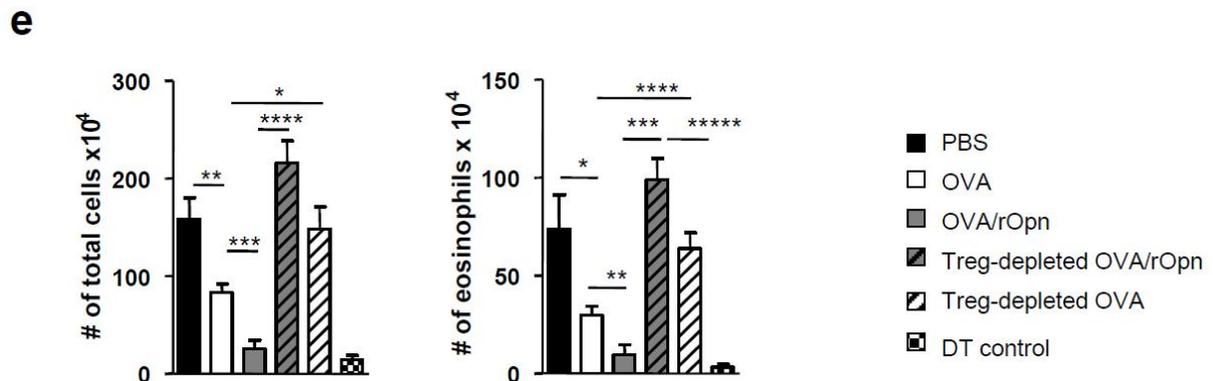 e
# of total cells x10⁴
300
200
100
0
*
****
**
***
# of eosinophils x 10⁴
150
100
50
0
****
***
*****
*
**
PBS
OVA
OVA/rOpn
Treg-depleted OVA/rOpn
Treg-depleted OVA
DT control